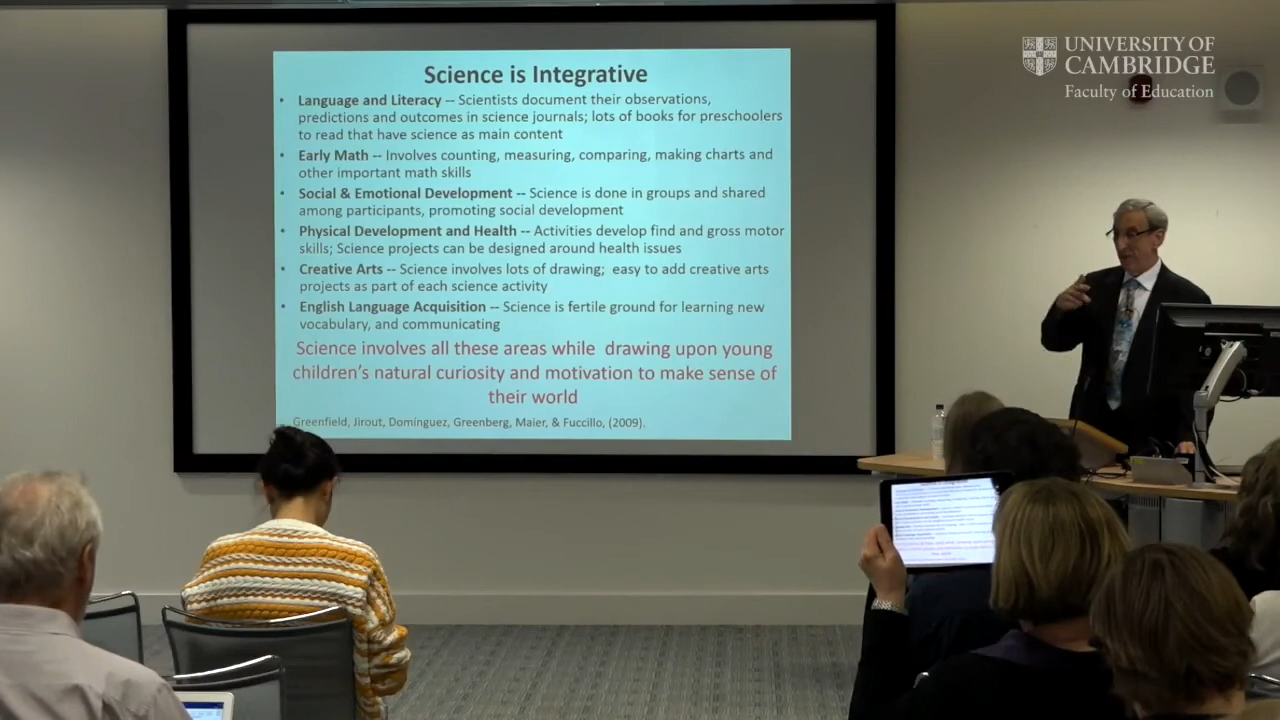 Science is Integrative
• Language and Literacy -- Scientists document their observations,
predictions and outcomes in science journals; lots of books for preschoolers
to read that have science as main content
• Early Math -- Involves counting, measuring, comparing, making charts and
other important math skills
• Social & Emotional Development -- Science is done in groups and shared
among participants, promoting social development
• Physical Development and Health -- Activities develop find and gross motor
skills; Science projects can be designed around health issues
• Creative Arts -- Science involves lots of drawing; easy to add creative arts
projects as part of each science activity
• English Language Acquisition -- Science is fertile ground for learning new
vocabulary, and communicating
Science involves all these areas while drawing upon young
children's natural curiosity and motivation to make sense of
their world
Greenfield, Jirout, Domínguez, Greenberg, Maier, & Fuccillo, (2009).
UNIVERSITY OF
CAMBRIDGE
Faculty of Education